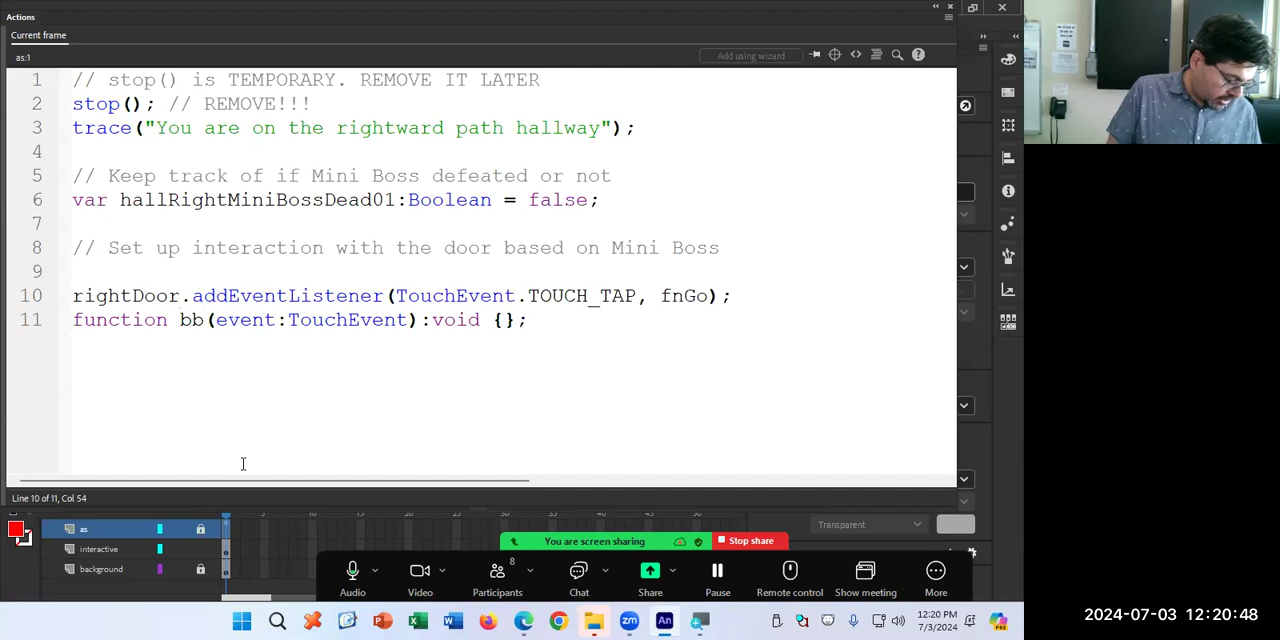 Actions
Current frame
as:1
Add using wizard
1 // stop() is TEMPORARY. REMOVE IT LATER
2 stop(); // REMOVE!!!
3 trace("You are on the rightward path hallway");
4
5 // Keep track of if Mini Boss defeated or not
6 var hallRightMiniBossDead01:Boolean = false;
7
8 // Set up interaction with the door based on Mini Boss
9
10 rightDoor.addEventListener(TouchEvent.TOUCH_TAP, fnGo);
11 function bb(event:TouchEvent):void {};
Line 10 of 11, Col 54
as
interactive
background
Transparent
You are screen sharing
Stop share
8
Audio
Video
Participants
Chat
Share
Pause
Remote control
Show meeting
More
zm
An
12:20 PM
7/3/2024
PRE
2024-07-03 12:20:48